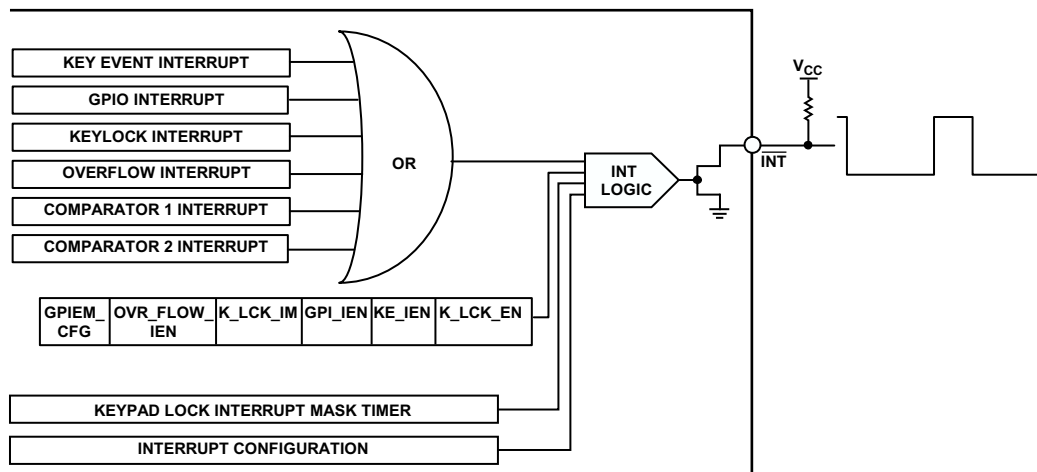 KEY EVENT INTERRUPT
GPIO INTERRUPT
KEYLOCK INTERRUPT
OVERFLOW INTERRUPT
COMPARATOR 1 INTERRUPT
COMPARATOR 2 INTERRUPT
OR
INT
LOGIC
VCC
INT
GPIEM_
CFG
OVR_FLOW_
IEN
K_LCK_IM
GPI_IEN
KE_IEN
K_LCK_EN
KEYPAD LOCK INTERRUPT MASK TIMER
INTERRUPT CONFIGURATION